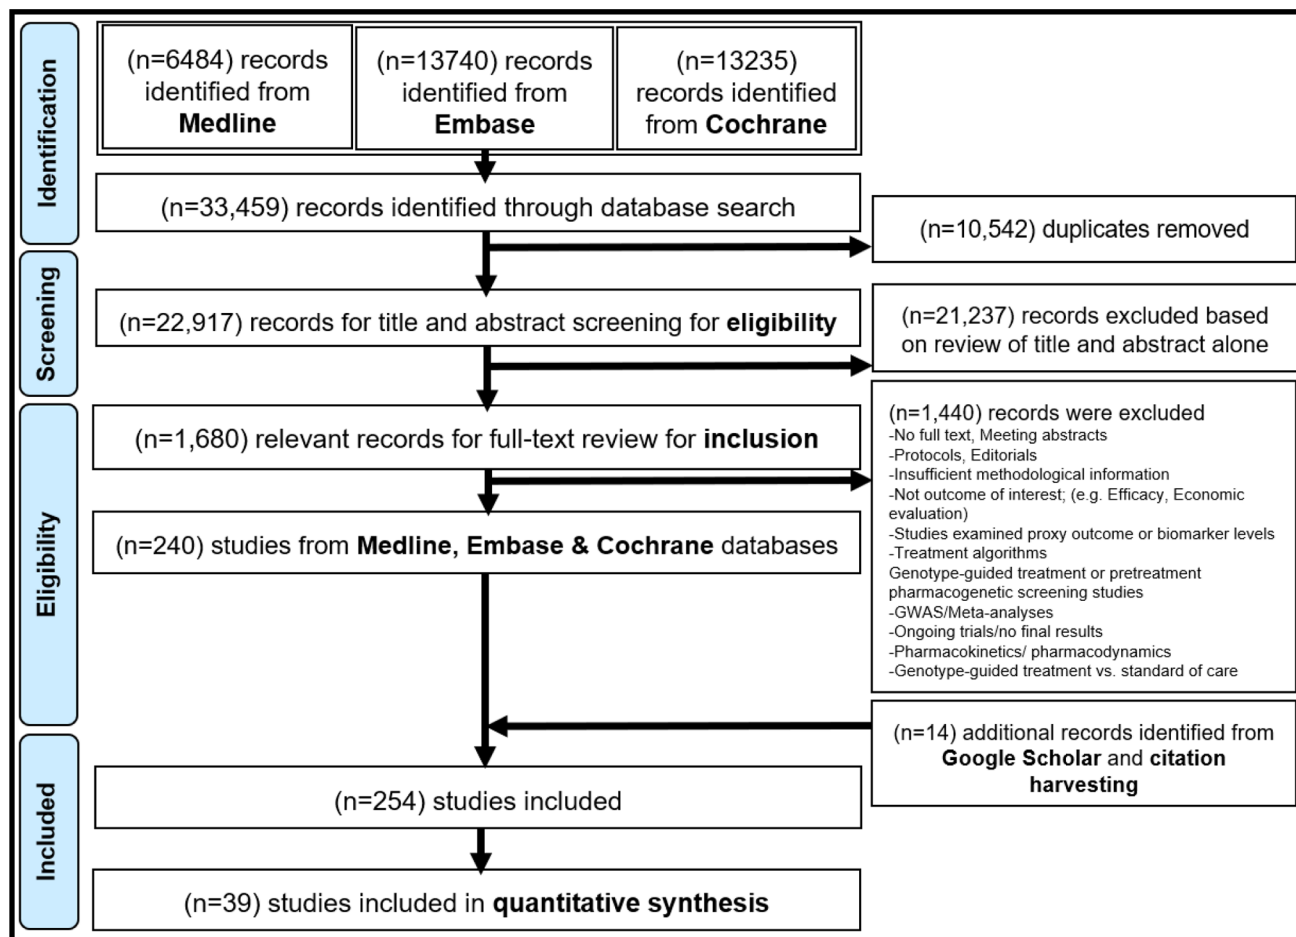 Identification
(n=6484) records
identified from
Medline
(n=13740) records
identified from
Embase
(n=13235)
records identified
from Cochrane
(n=33,459) records identified through database search
(n=10,542) duplicates removed
Screening
(n=22,917) records for title and abstract screening for eligibility
(n=21,237) records excluded based
on review of title and abstract alone
Eligibility
(n=1,680) relevant records for full-text review for inclusion
(n=1,440) records were excluded
-No full text, Meeting abstracts
-Protocols, Editorials
-Insufficient methodological information
-Not outcome of interest; (e.g. Efficacy, Economic
evaluation)
-Studies examined proxy outcome or biomarker levels
-Treatment algorithms
Genotype-guided treatment or pretreatment
pharmacogenetic screening studies
-GWAS/Meta-analyses
-Ongoing trials/no final results
-Pharmacokinetics/ pharmacodynamics
-Genotype-guided treatment vs. standard of care
(n=240) studies from Medline, Embase & Cochrane databases
(n=14) additional records identified from
Google Scholar and citation
harvesting
Included
(n=254) studies included
(n=39) studies included in quantitative synthesis